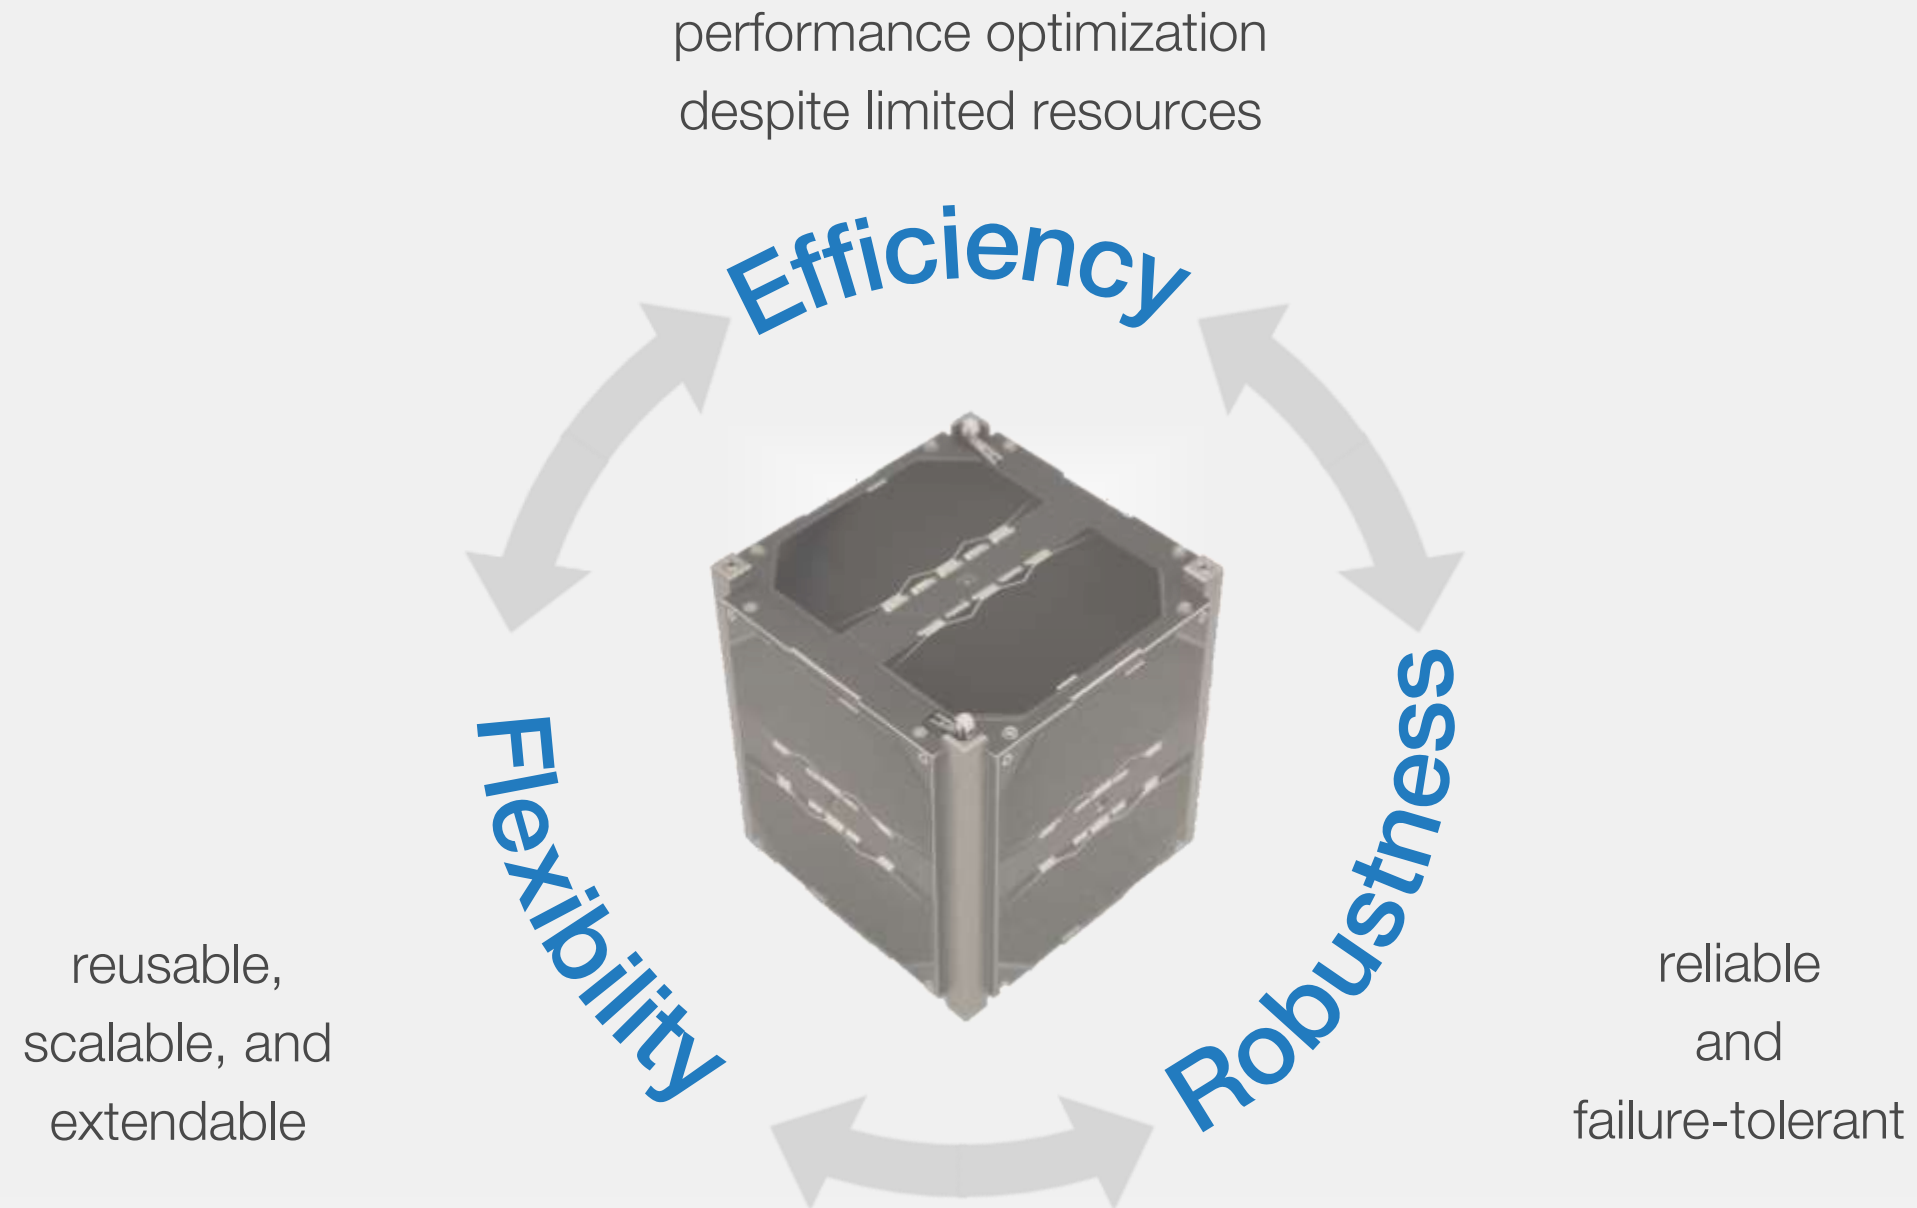 performance optimization
despite limited resources
Efficiency
Flexibility
Robustness
reusable,
scalable, and
extendable
reliable
and
failure-tolerant